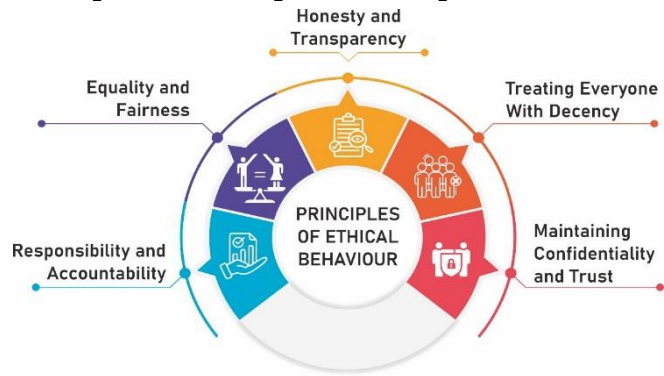 Honesty and
Transparency
Equality and
Fairness
Treating Everyone
With Decency
Responsibility and
Accountability
PRINCIPLES
OF ETHICAL
BEHAVIOUR
Maintaining
Confidentiality
and Trust